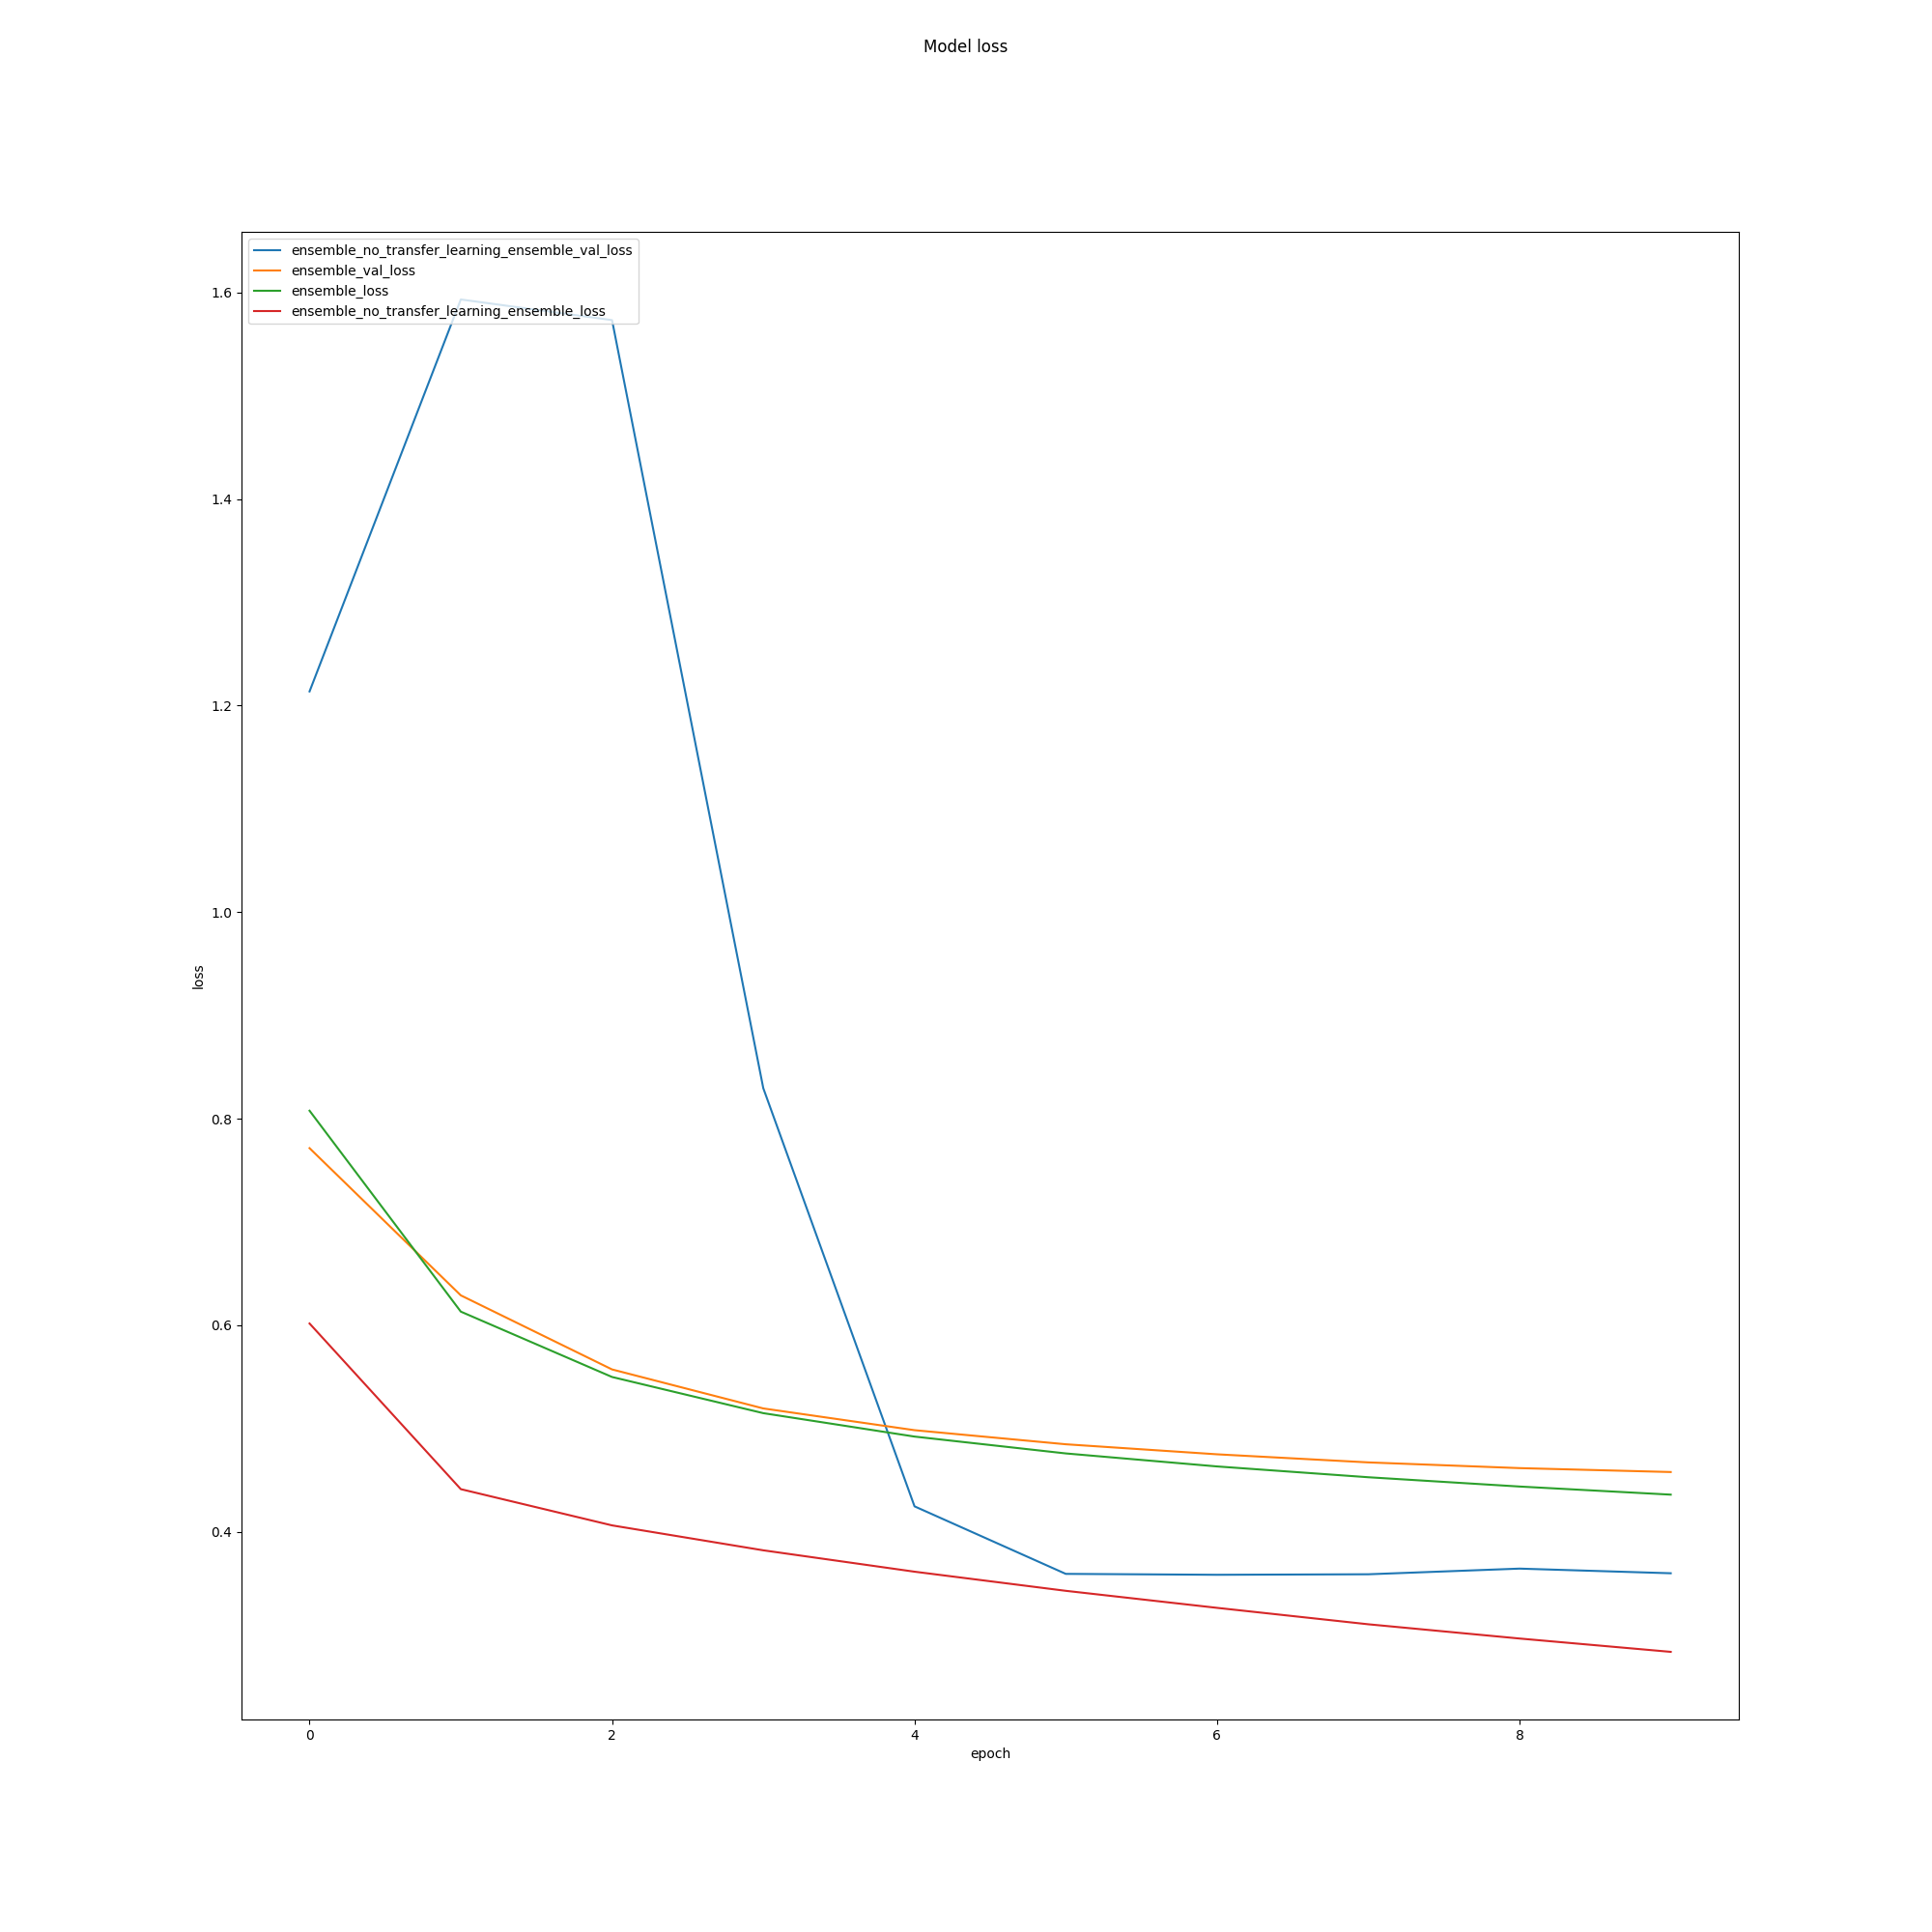 Model loss
ensemble_no_transfer_learning_ensemble_val_loss
ensemble_val_loss
ensemble_loss
ensemble_no_transfer_learning_ensemble_loss
1.6
1.4
1.2
1.0
0.8
0.6
0.4
loss
0 2 4 6 8
epoch